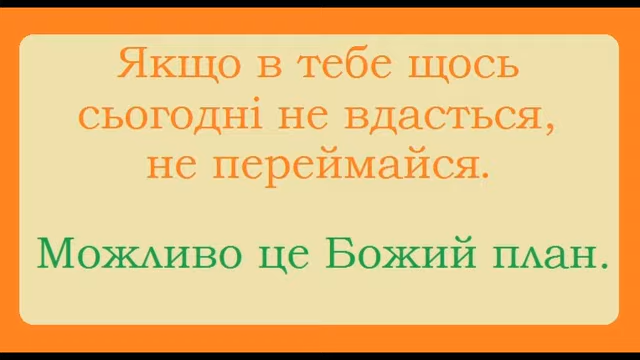 Якщо в тебе щось
сьогодні не вдасться,
не переймайся.
Можливо це Божий план.